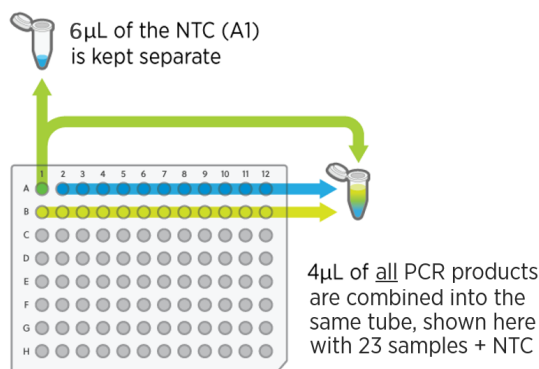 6μL of the NTC (A1)
is kept separate
1 2 3 4 5 6 7 8 9 10 11 12
A
B
C
D
E
F
G
H
4μL of all PCR products
are combined into the
same tube, shown here
with 23 samples + NTC